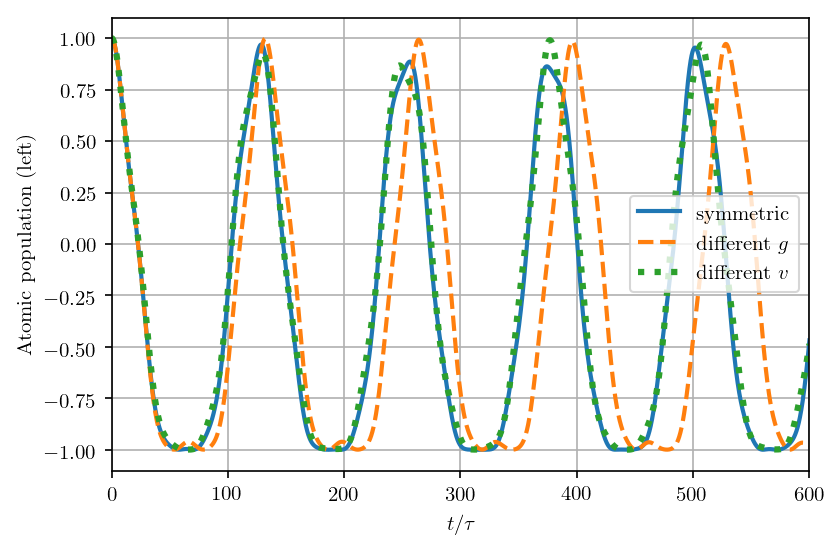 Atomic population (left)
1.00
0.75
0.50
0.25
0.00
−0.25
−0.50
−0.75
−1.00
0 100 200 300 400 500 600
t/τ
symmetric
different g
different v